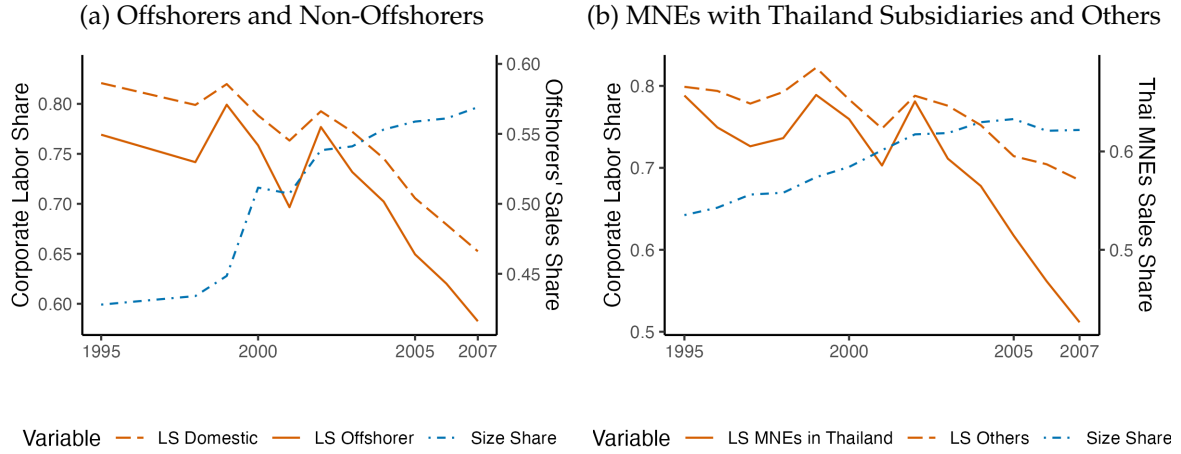 (a) Offshorers and Non-Offshorers
Corporate Labor Share
0.80
0.75
0.70
0.65
0.60
0.60
0.55
0.50
0.45
Offshorers' Sales Share
1995
2000
2005
2007
Variable
LS Domestic
LS Offshorer
Size Share
(b) MNEs with Thailand Subsidiaries and Others
Corporate Labor Share
0.8
0.7
0.6
0.5
0.6
0.5
Thai MNEs Sales
Share
1995
2000
2005
2007
Variable
LS MNEs in Thailand
LS Others
Size Share